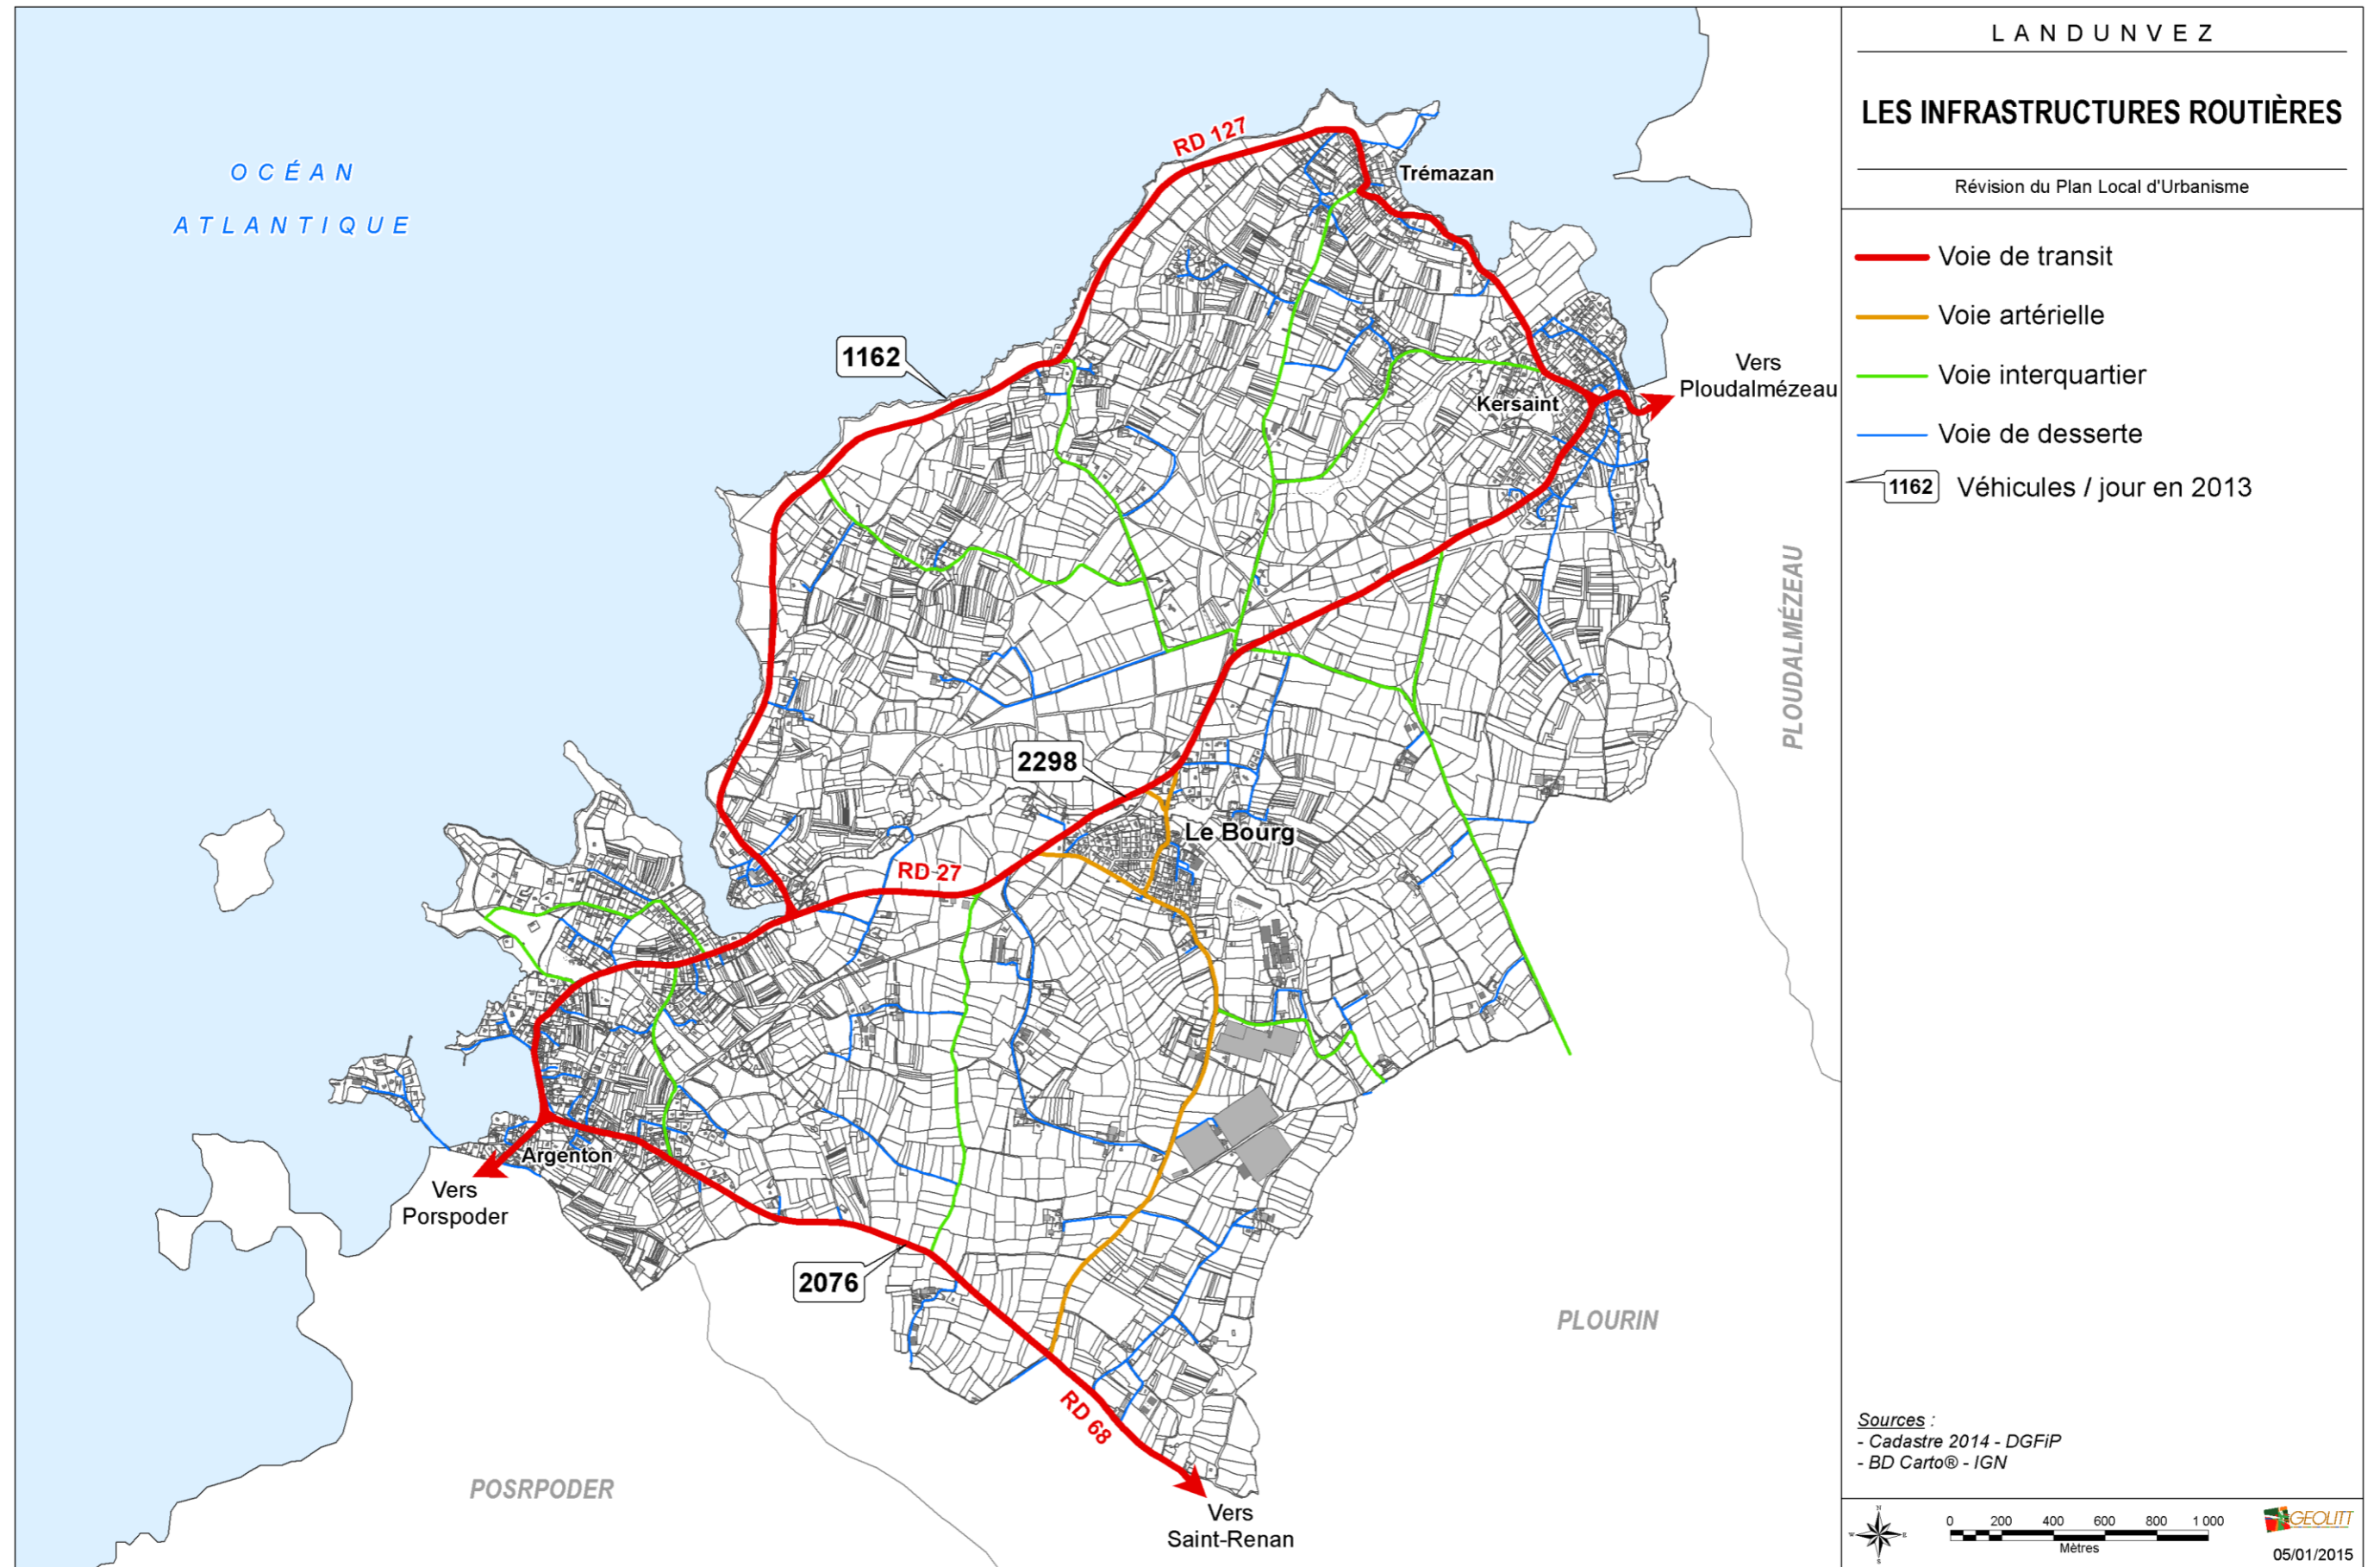 LANDUNVEZ
LES INFRASTRUCTURES ROUTIÈRES
Révision du Plan Local d'Urbanisme
Voie de transit
Voie artérielle
Voie interquartier
Voie de desserte
1162 Véhicules / jour en 2013
OCÉAN
ATLANTIQUE
RD 127
Trémazan
1162
Vers
Ploudalmézeau
Kersaint
PLOUDALMÉZEAU
2298
Le Bourg
RD 27
Argenton
Vers
Porspoder
2076
PLOURIN
RD 68
POSRPODER
Vers
Saint-Renan
Sources :
- Cadastre 2014 - DGFiP
- BD Carto® - IGN
N
W E
S
0 200 400 600 800 1 000
Mètres
GEOLITT
05/01/2015